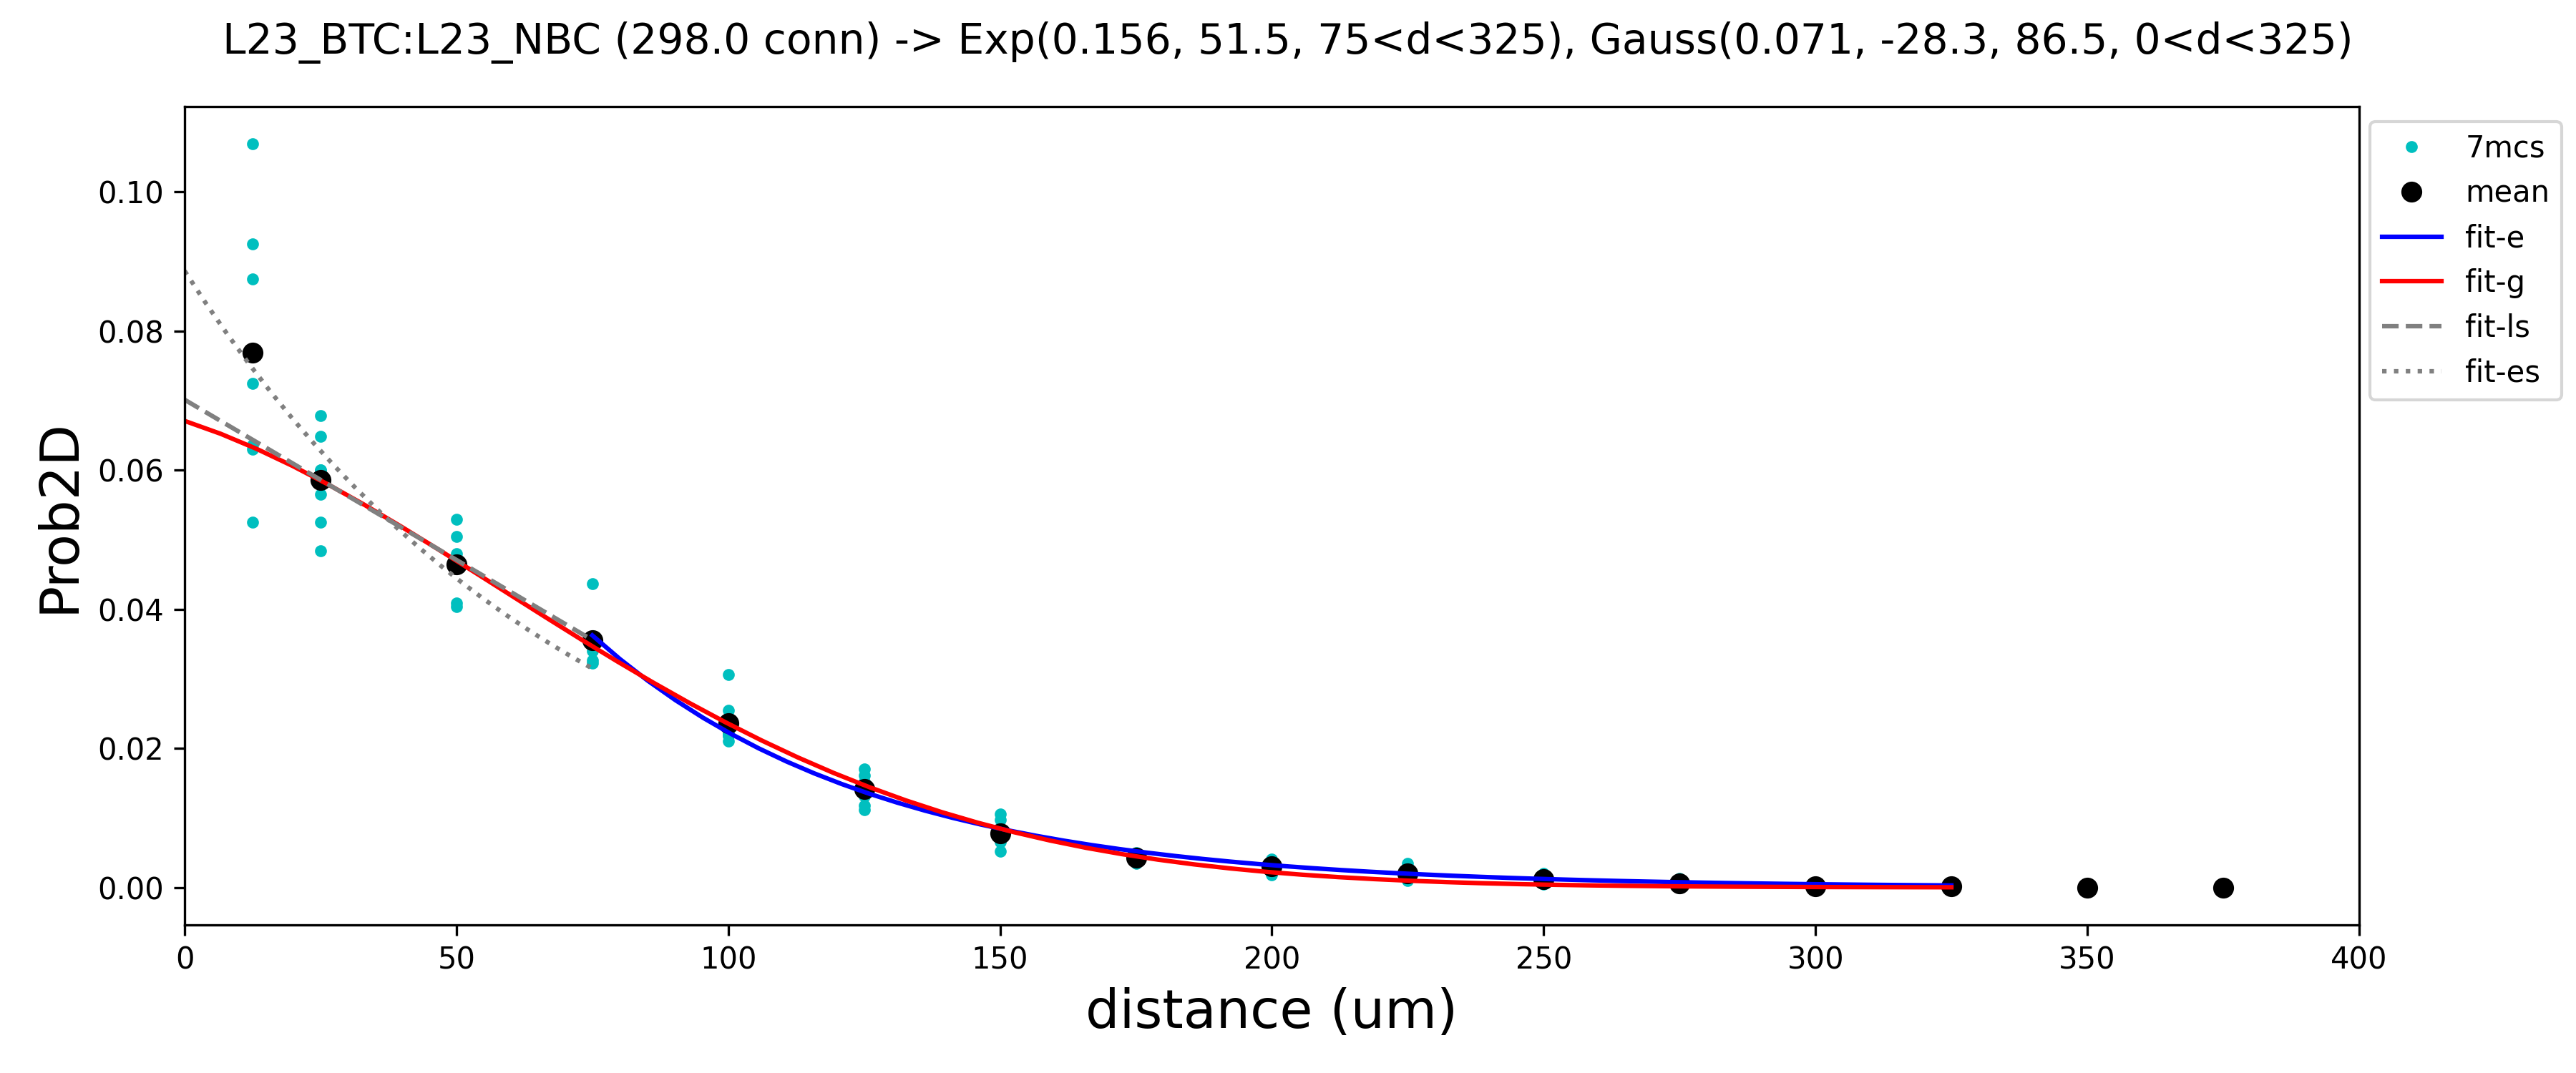 L23_BTC:L23_NBC (298.0 conn) -> Exp(0.156, 51.5, 75<d<325), Gauss(0.071, -28.3, 86.5, 0<d<325)
7mcs
mean
fit-e
fit-g
fit-ls
fit-es
Prob2D
0.10
0.08
0.06
0.04
0.02
0.00
0 50 100 150 200 250 300 350 400
distance (um)